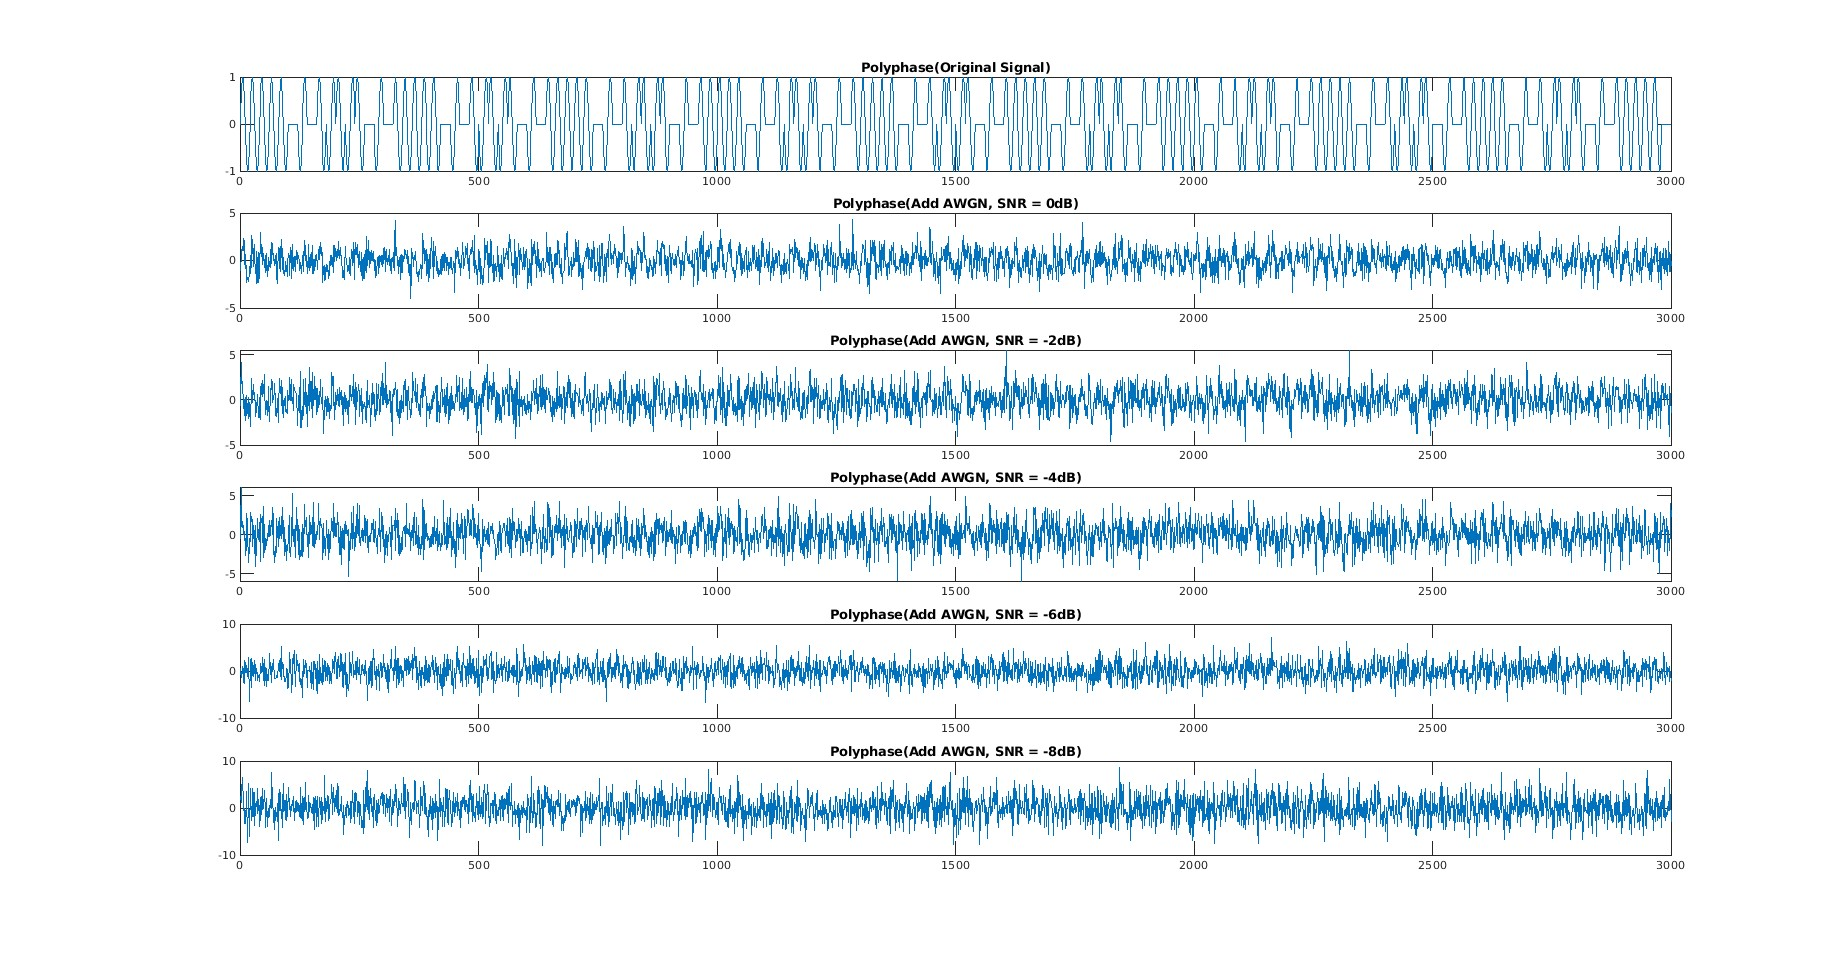 Polyphase(Original Signal)
1
0
-1
0 500 1000 1500 2000 2500 3000
Polyphase(Add AWGN, SNR = 0dB)
5
0
-5
0 500 1000 1500 2000 2500 3000
Polyphase(Add AWGN, SNR = -2dB)
5
0
-5
0 500 1000 1500 2000 2500 3000
Polyphase(Add AWGN, SNR = -4dB)
5
0
-5
0 500 1000 1500 2000 2500 3000
Polyphase(Add AWGN, SNR = -6dB)
10
0
-10
0 500 1000 1500 2000 2500 3000
Polyphase(Add AWGN, SNR = -8dB)
10
0
-10
0 500 1000 1500 2000 2500 3000